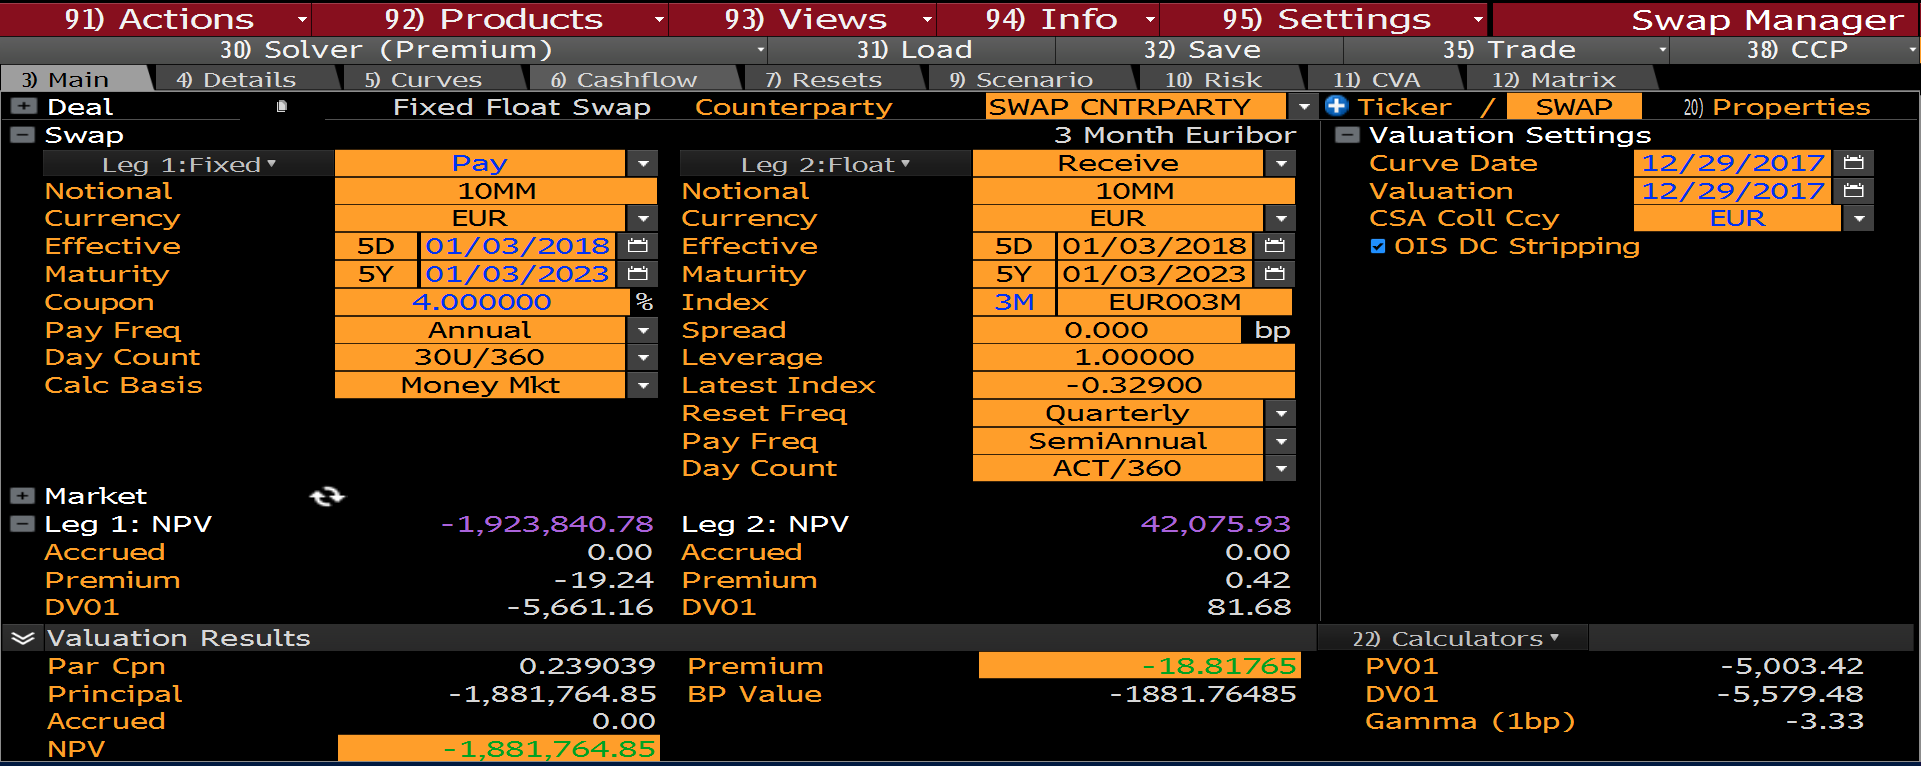 91) Actions 92) Products 93) Views 94) Info 95) Settings Swap Manager
30) Solver (Premium) 31) Load 32) Save 35) Trade 38) CCP
3) Main 4) Details 5) Curves 6) Cashflow 7) Resets 9) Scenario 10) Risk 11) CVA 12) Matrix
Deal Fixed Float Swap Counterparty SWAP CNTRPARTY Ticker / SWAP 20) Properties
Swap 3 Month Euribor Valuation Settings
Leg 1:Fixed Pay Leg 2:Float Receive Curve Date 12/29/2017
Notional 10MM Notional 10MM Valuation 12/29/2017
Currency EUR Currency EUR CSA Coll Ccy EUR
Effective 5D 01/03/2018 Effective 5D 01/03/2018 OIS DC Stripping
Maturity 5Y 01/03/2023 Maturity 5Y 01/03/2023
Coupon 4.000000 % Index 3M EUR003M
Pay Freq Annual Spread 0.000 bp
Day Count 30U/360 Leverage 1.00000
Calc Basis Money Mkt Latest Index -0.32900
Reset Freq Quarterly
Pay Freq SemiAnnual
Day Count ACT/360
Market
Leg 1: NPV -1,923,840.78 Leg 2: NPV 42,075.93
Accrued 0.00 Accrued 0.00
Premium -19.24 Premium 0.42
DV01 -5,661.16 DV01 81.68
Valuation Results 22) Calculators
Par Cpn 0.239039 Premium -18.81765 PV01 -5,003.42
Principal -1,881,764.85 BP Value -1881.76485 DV01 -5,579.48
Accrued 0.00 Gamma (1bp) -3.33
NPV -1,881,764.85